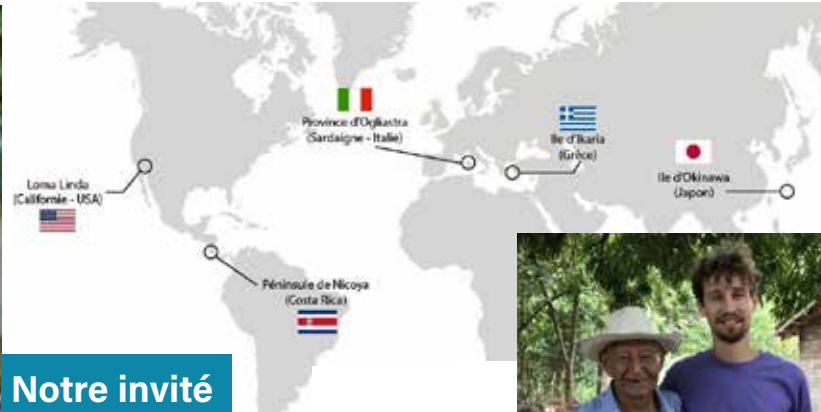 Province d'Ogliastra
(Sardaigne - Italie)
Ile d'Ikaria
(Grèce)
Ile d'Okinawa
(Japon)
Loma Linda
(Californie - USA)
Péninsule de Nicoya
(Costa Rica)
Notre invité